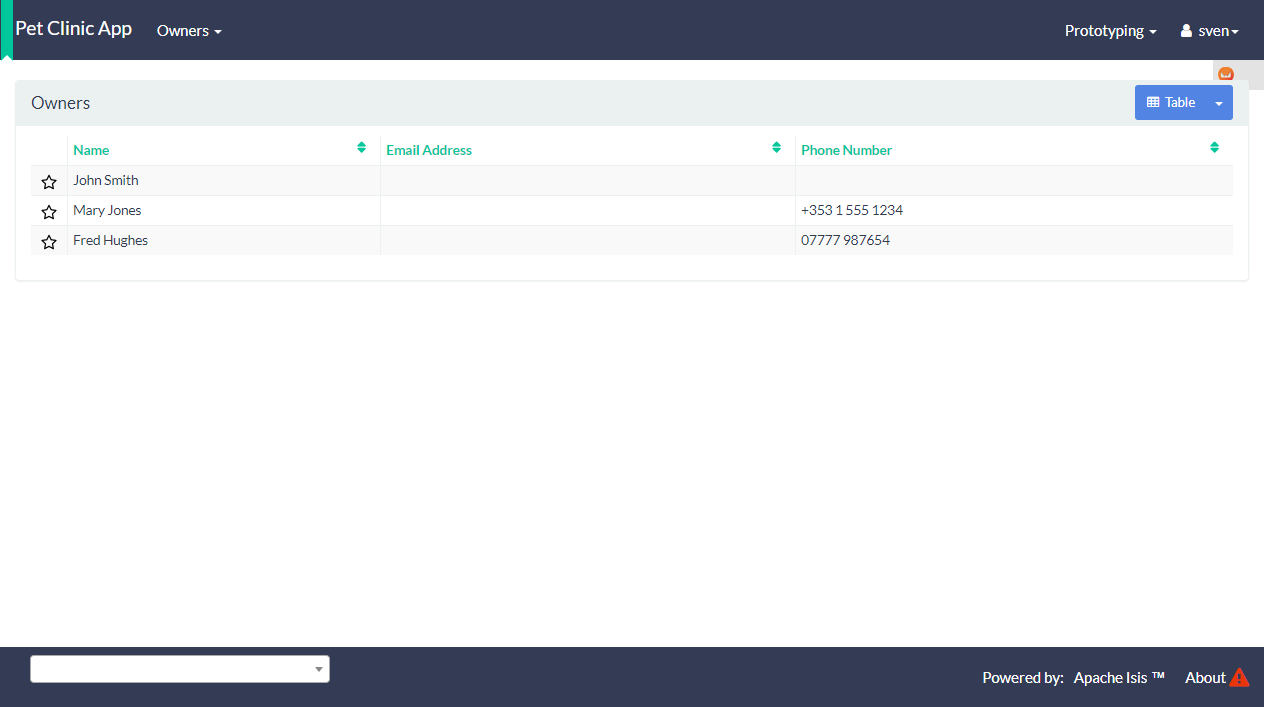 Pet Clinic App Owners Prototyping sven
Owners Table
Name Email Address Phone Number
John Smith
Mary Jones +353 1 555 1234
Fred Hughes 07777 987654
Powered by: Apache Isis ™ About